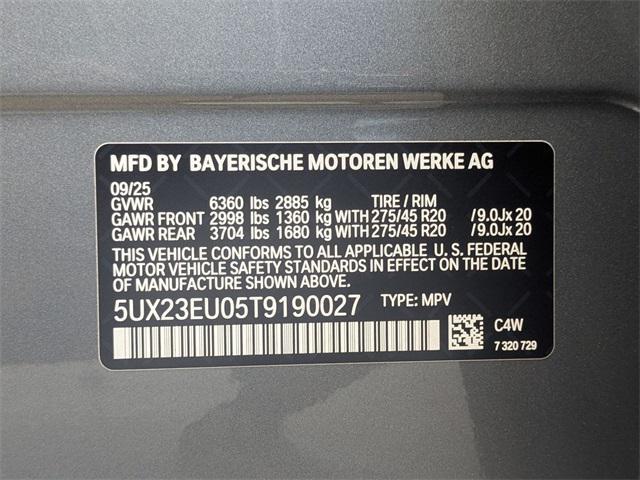 MFD BY BAYERISCHE MOTOREN WERKE AG
09/25
GVWR 6360 lbs 2885 kg TIRE / RIM
GAWR FRONT 2998 lbs 1360 kg WITH 275/45 R20 / 9.0Jx 20
GAWR REAR 3704 lbs 1680 kg WITH 275/45 R20 / 9.0Jx 20
THIS VEHICLE CONFORMS TO ALL APPLICABLE U.S. FEDERAL
MOTOR VEHICLE SAFETY STANDARDS IN EFFECT ON THE DATE
OF MANUFACTURE SHOWN ABOVE.
5UX23EU05T9190027 TYPE: MPV
C4W
7 320 729